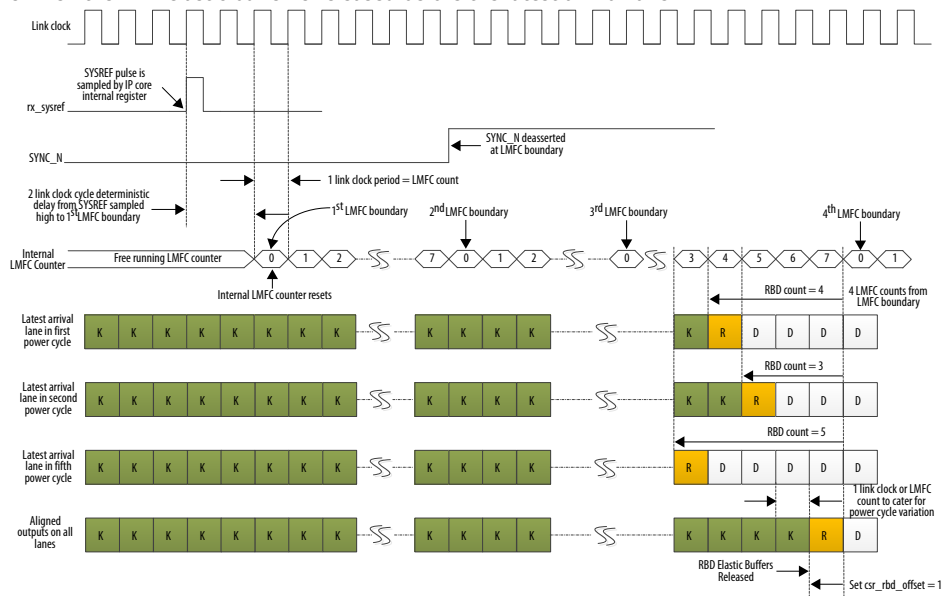 Link clock
SYSREF pulse is
sampled by IP core
internal register
rx_sysref
SYNC_N deasserted
at LMFC boundary
SYNC_N
1 link clock period = LMFC count
2 link clock cycle deterministic
delay from SYSREF sampled
high to 1st LMFC boundary
1st LMFC boundary
2nd LMFC boundary
3rd LMFC boundary
4th LMFC boundary
Internal
LMFC Counter
Free running LMFC counter
0 1 2 7 0 1 2 0 3 4 5 6 7 0 1
Internal LMFC counter resets
RBD count = 4
4 LMFC counts from
LMFC boundary
Latest arrival
lane in first
power cycle
K K K K K K K K K K K K K R D D D D
RBD count = 3
Latest arrival
lane in second
power cycle
K K K K K K K K K K K K K K R D D D
RBD count = 5
Latest arrival
lane in fifth
power cycle
K K K K K K K K K K K K R D D D D D
1 link clock or LMFC
count to cater for
power cycle variation
Aligned
outputs on all
lanes
K K K K K K K K K K K K K K K K R D
RBD Elastic Buffers
Released
Set csr_rbd_offset = 1